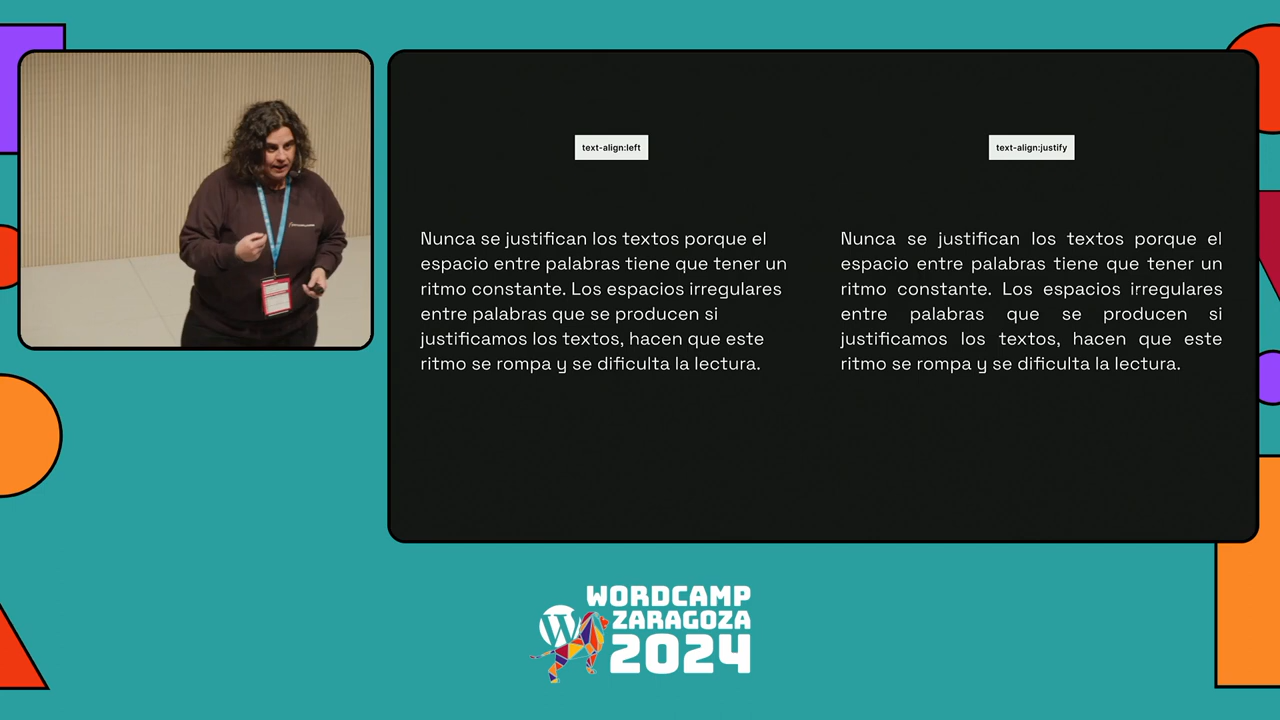 text-align:left
Nunca se justifican los textos porque el
espacio entre palabras tiene que tener un
ritmo constante. Los espacios irregulares
entre palabras que se producen si
justificamos los textos, hacen que este
ritmo se rompa y se dificulta la lectura.
text-align:justify
Nunca se justifican los textos porque el
espacio entre palabras tiene que tener un
ritmo constante. Los espacios irregulares
entre palabras que se producen si
justificamos los textos, hacen que este
ritmo se rompa y se dificulta la lectura.
WORDCAMP
ZARAGOZA
2024